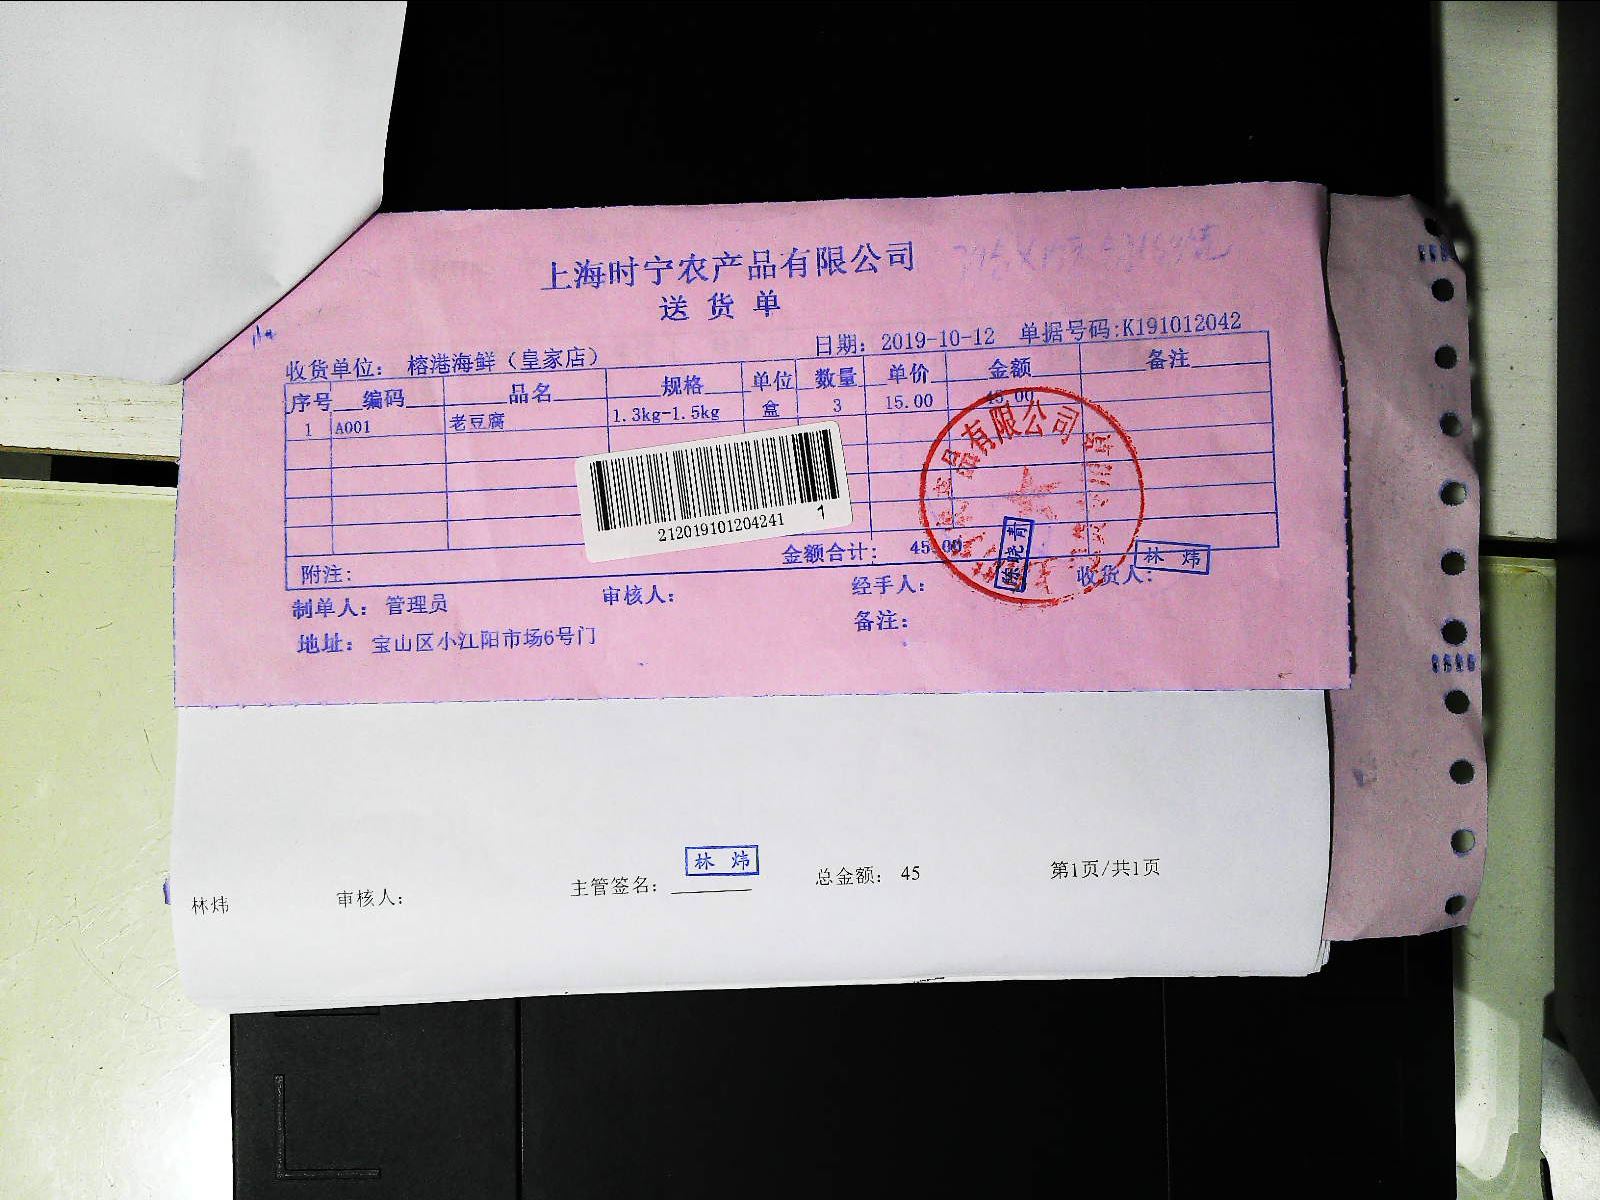 上海时宁农产品有限公司
送货单
日期: 2019-10-12 单据号码:K191012042
收货单位: 榕港海鲜（皇家店）
序号 编码 品名 规格 单位 数量 单价 金额 备注
1 A001 老豆腐 1.3kg-1.5kg 盒 3 15.00 45.00
品有限公司
212019101204241 1
金额合计: 45.00
附注:
陈晓青
林炜
制单人: 管理员 审核人: 经手人: 收货人:
地址: 宝山区小江阳市场6号门 备注:
林炜
林炜 审核人: 主管签名: 总金额: 45 第1页/共1页